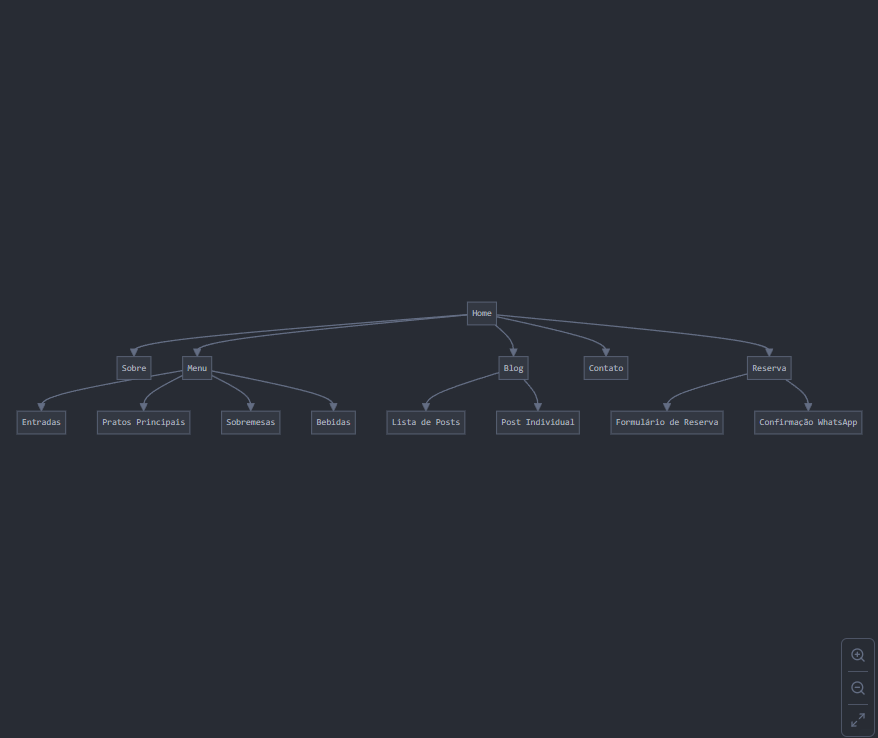 Home
Sobre
Menu
Blog
Contato
Reserva
Entradas
Pratos Principais
Sobremesas
Bebidas
Lista de Posts
Post Individual
Formulário de Reserva
Confirmação WhatsApp